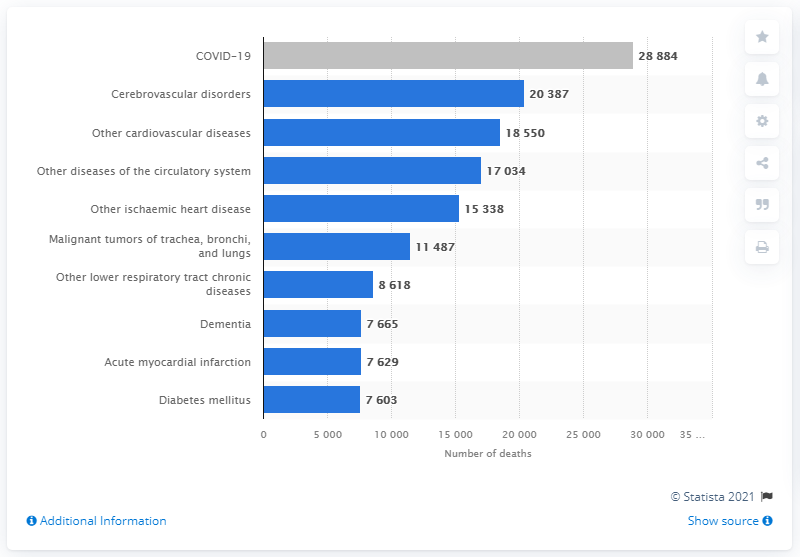 COVID-19
28 884
Cerebrovascular disorders
20 387
Other cardiovascular diseases
18 550
Other diseases of the circulatory system
17 034
Other ischaemic heart disease
15 338
Malignant tumors of trachea, bronchi,
and lungs
11 487
Other lower respiratory tract chronic
diseases
8 618
Dementia
7 665
Acute myocardial infarction
7 629
Diabetes mellitus
7 603
0 5 000 10 000 15 000 20 000 25 000 30 000 35 ...
Number of deaths
© Statista 2021
Additional Information
Show source